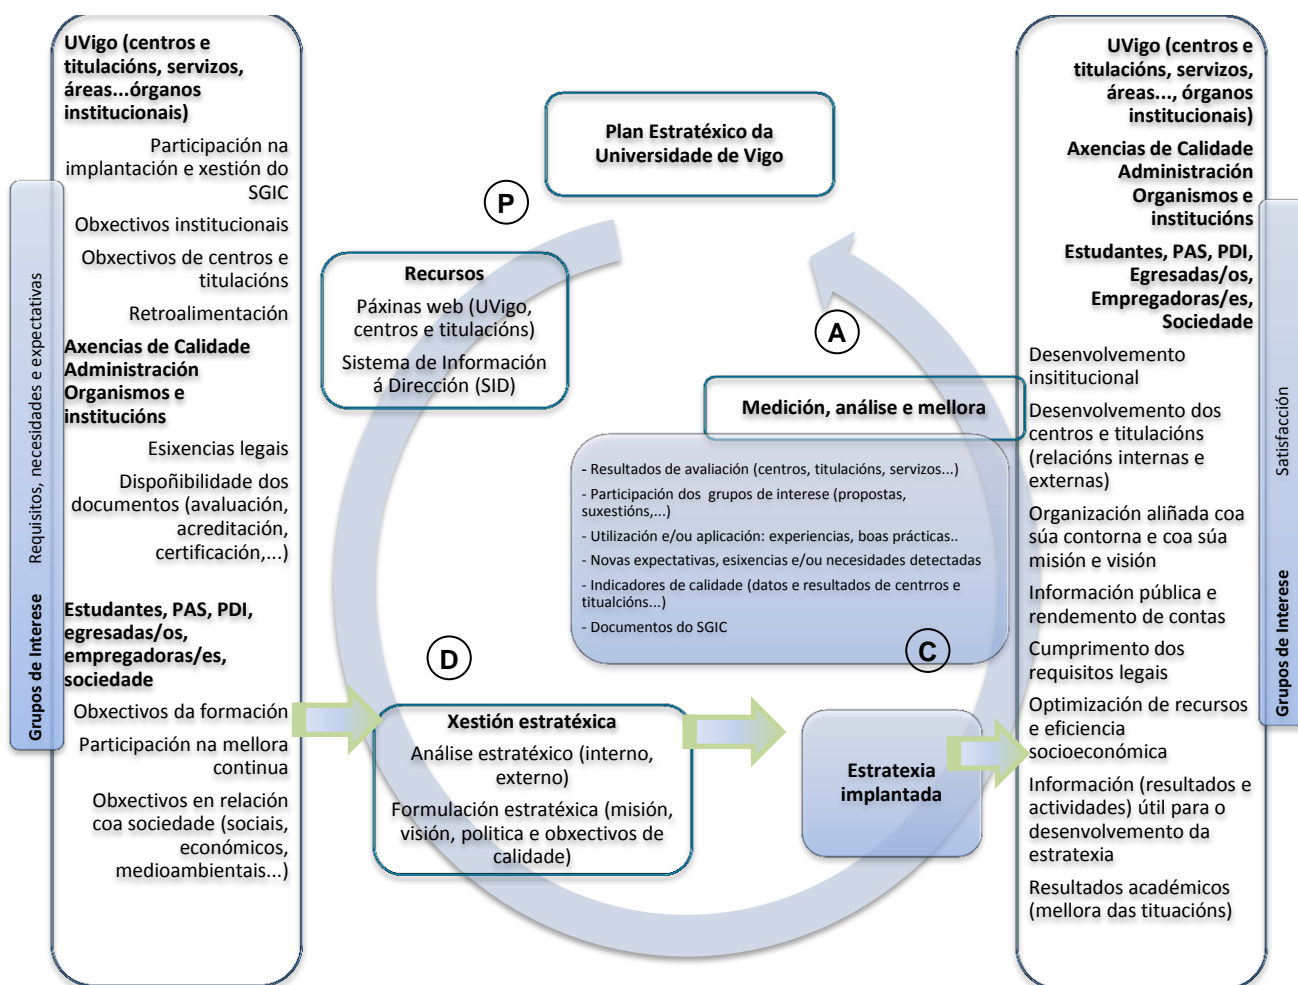 UVigo (centros e
titulacións, servizos,
áreas...órganos
institucionais)
Participación na
implantación e xestión do
SGIC
Obxectivos institucionais
Obxectivos de centros e
titulacións
Retroalimentación
Axencias de Calidade
Administración
Organismos e
institucións
Esixencias legais
Dispoñibilidade dos
documentos (avaluación,
acreditación,
certificación,...)
Estudantes, PAS, PDI,
egresadas/os,
empregadoras/es,
sociedade
Obxectivos da formación
Participación na mellora
continua
Obxectivos en relación
coa sociedade (sociais,
económicos,
medioambientais...)
Grupos de Interese Requisitos, necesidades e expectativas
Plan Estratéxico da
Universidade de Vigo
P
Recursos
Páxinas web (UVigo,
centros e titulacións)
Sistema de Información
á Dirección (SID)
A
Medición, análise e mellora
- Resultados de avaliación (centros, titulacións, servizos...)
- Participación dos grupos de interese (propostas,
suxestións,...)
- Utilización e/ou aplicación: experiencias, boas prácticas..
- Novas expectativas, esixencias e/ou necesidades detectadas
- Indicadores de calidade (datos e resultados de centrros e
titualcións...)
- Documentos do SGIC
D
C
Xestión estratéxica
Análise estratéxico (interno,
externo)
Formulación estratéxica (misión,
visión, politica e obxectivos de
calidade)
Estratexia
implantada
UVigo (centros e
titulacións, servizos,
áreas..., órganos
institucionais)
Axencias de Calidade
Administración
Organismos e
institucións
Estudantes, PAS, PDI,
Egresadas/os,
Empregadoras/es,
Sociedade
Desenvolvemento
insititucional
Desenvolvemento dos
centros e titulacións
(relacións internas e
externas)
Organización aliñada coa
súa contorna e coa súa
misión e visión
Información pública e
rendemento de contas
Cumprimento dos
requisitos legais
Optimización de recursos
e eficiencia
socioeconómica
Información (resultados e
actividades) útil para o
desenvolvemento da
estratexia
Resultados académicos
(mellora das tituacións)
Grupos de Interese Satisfacción